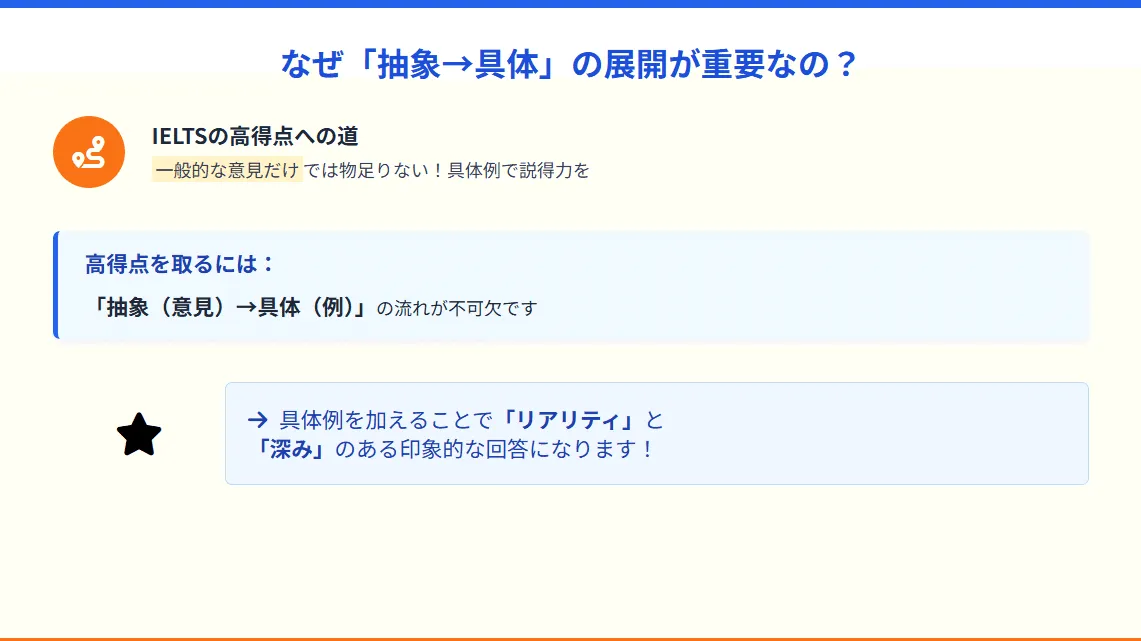 なぜ「抽象→具体」の展開が重要なの？
IELTSの高得点への道
一般的な意見だけでは物足りない！具体例で説得力を
高得点を取るには：
「抽象（意見）→具体（例）」の流れが不可欠です
→ 具体例を加えることで「リアリティ」と
「深み」のある印象的な回答になります！